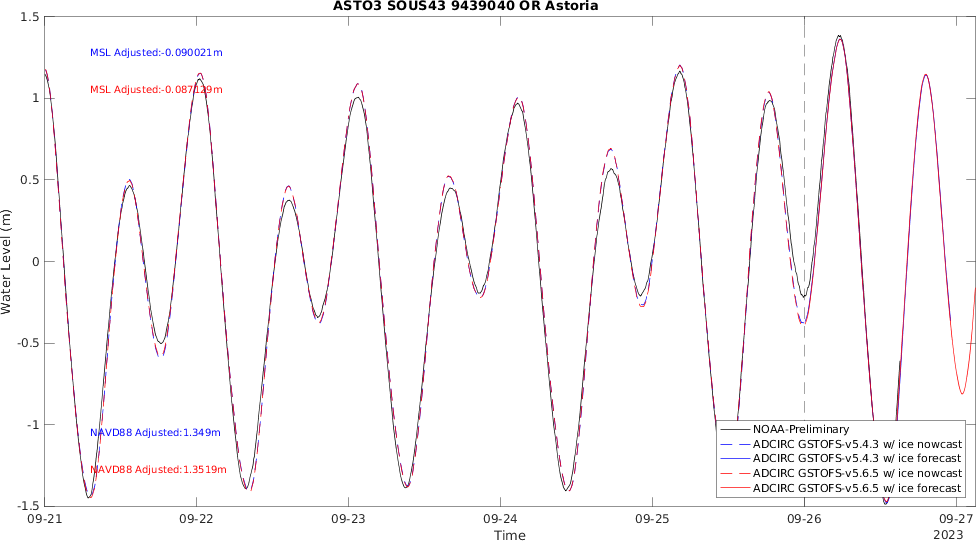 ASTO3 SOUS43 9439040 OR Astoria
1.5
1
0.5
0
-0.5
-1
-1.5
Water Level (m)
MSL Adjusted:-0.090021m
MSL Adjusted:-0.087129m
NAVD88 Adjusted:1.349m
NAVD88 Adjusted:1.3519m
NOAA-Preliminary
ADCIRC GSTOFS-v5.4.3 w/ ice nowcast
ADCIRC GSTOFS-v5.4.3 w/ ice forecast
ADCIRC GSTOFS-v5.6.5 w/ ice nowcast
ADCIRC GSTOFS-v5.6.5 w/ ice forecast
09-21 09-22 09-23 09-24 09-25 09-26 09-27
2023
Time